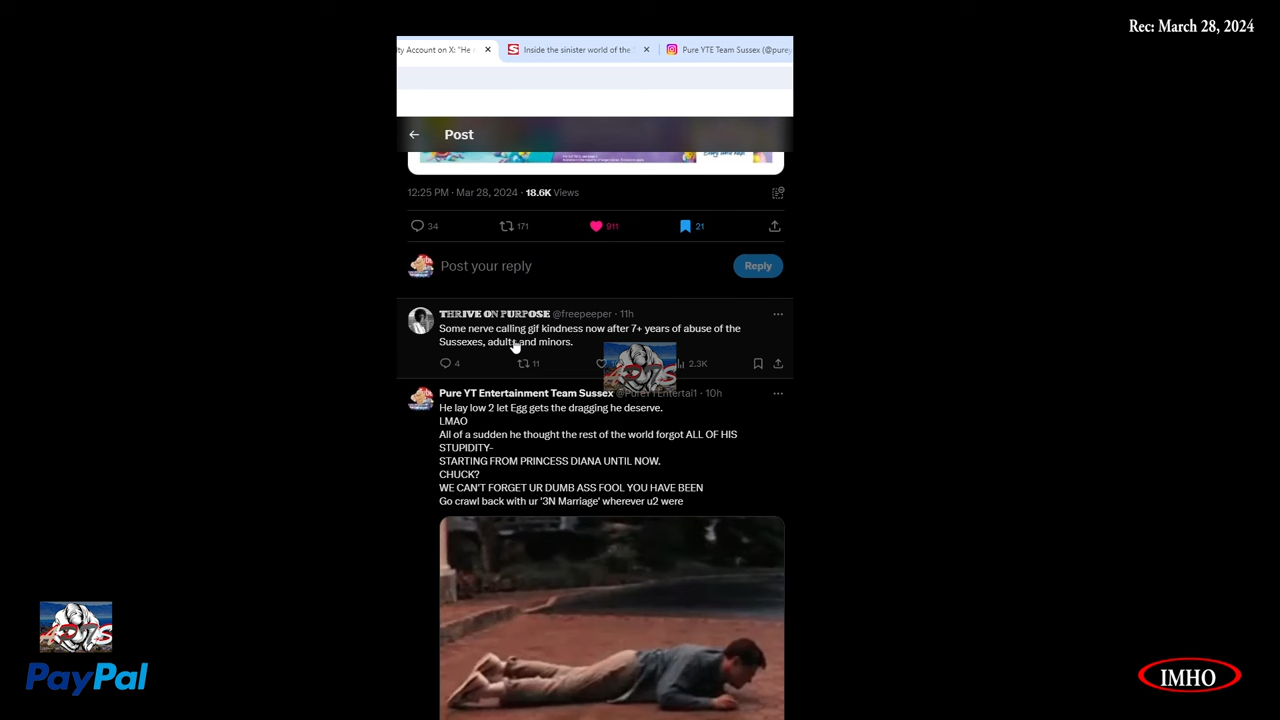 Rec: March 28, 2024
ty Account on X: "He
Inside the sinister world of the
Pure YTE Team Sussex (@purey
Post
12:25 PM · Mar 28, 2024 · 18.6K Views
34 171 911 21
Post your reply
Reply
THRIVE ON PURPOSE @freepeeper · 11h
Some nerve calling gif kindness now after 7+ years of abuse of the
Sussexes, adults and minors.
4 11 2.3K
Pure YT Entertainment Team Sussex @PureYTEntertai1 · 10h
He lay low 2 let Egg gets the dragging he deserve.
LMAO
All of a sudden he thought the rest of the world forgot ALL OF HIS
STUPIDITY-
STARTING FROM PRINCESS DIANA UNTIL NOW.
CHUCK?
WE CAN'T FORGET UR DUMB ASS FOOL YOU HAVE BEEN
Go crawl back with ur '3N Marriage' wherever u2 were
PayPal
IMHO